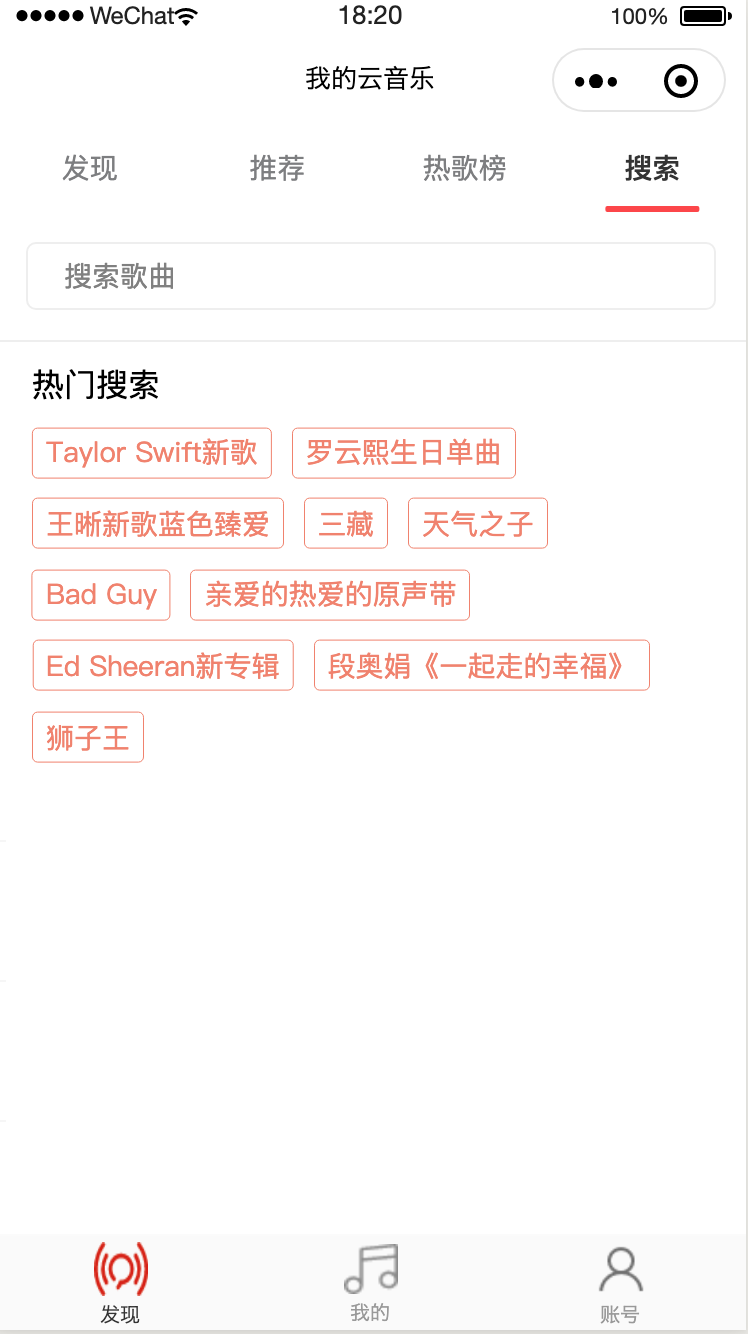 WeChat 18:20 100%
我的云音乐
发现 推荐 热歌榜 搜索
搜索歌曲
热门搜索
Taylor Swift新歌 罗云熙生日单曲
王晰新歌蓝色臻爱 三藏 天气之子
Bad Guy 亲爱的热爱的原声带
Ed Sheeran新专辑 段奥娟《一起走的幸福》
狮子王
发现 我的 账号